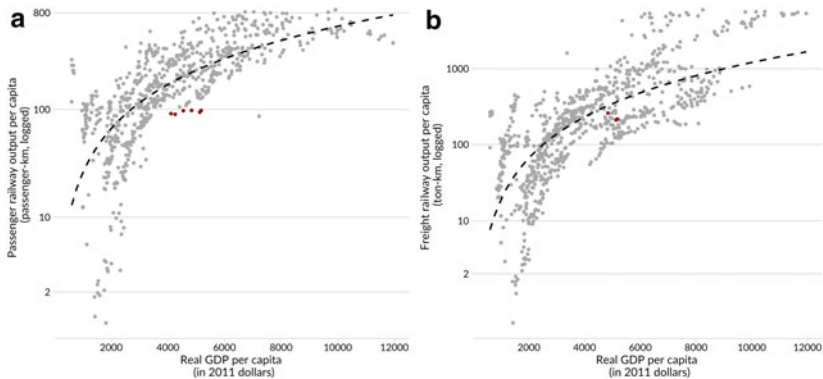 a
800
100
10
2
Passenger railway output per capita
(passenger-km, logged)
2000 4000 6000 8000 10000 12000
Real GDP per capita
(in 2011 dollars)
b
1000
100
10
2
Freight railway output per capita
(ton-km, logged)
2000 4000 6000 8000 10000 12000
Real GDP per capita
(in 2011 dollars)